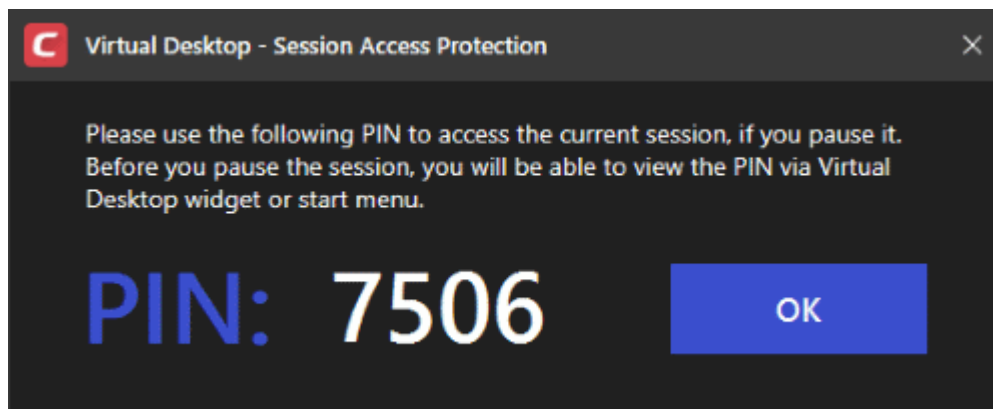 Virtual Desktop - Session Access Protection
Please use the following PIN to access the current session, if you pause it.
Before you pause the session, you will be able to view the PIN via Virtual
Desktop widget or start menu.
PIN: 7506
OK